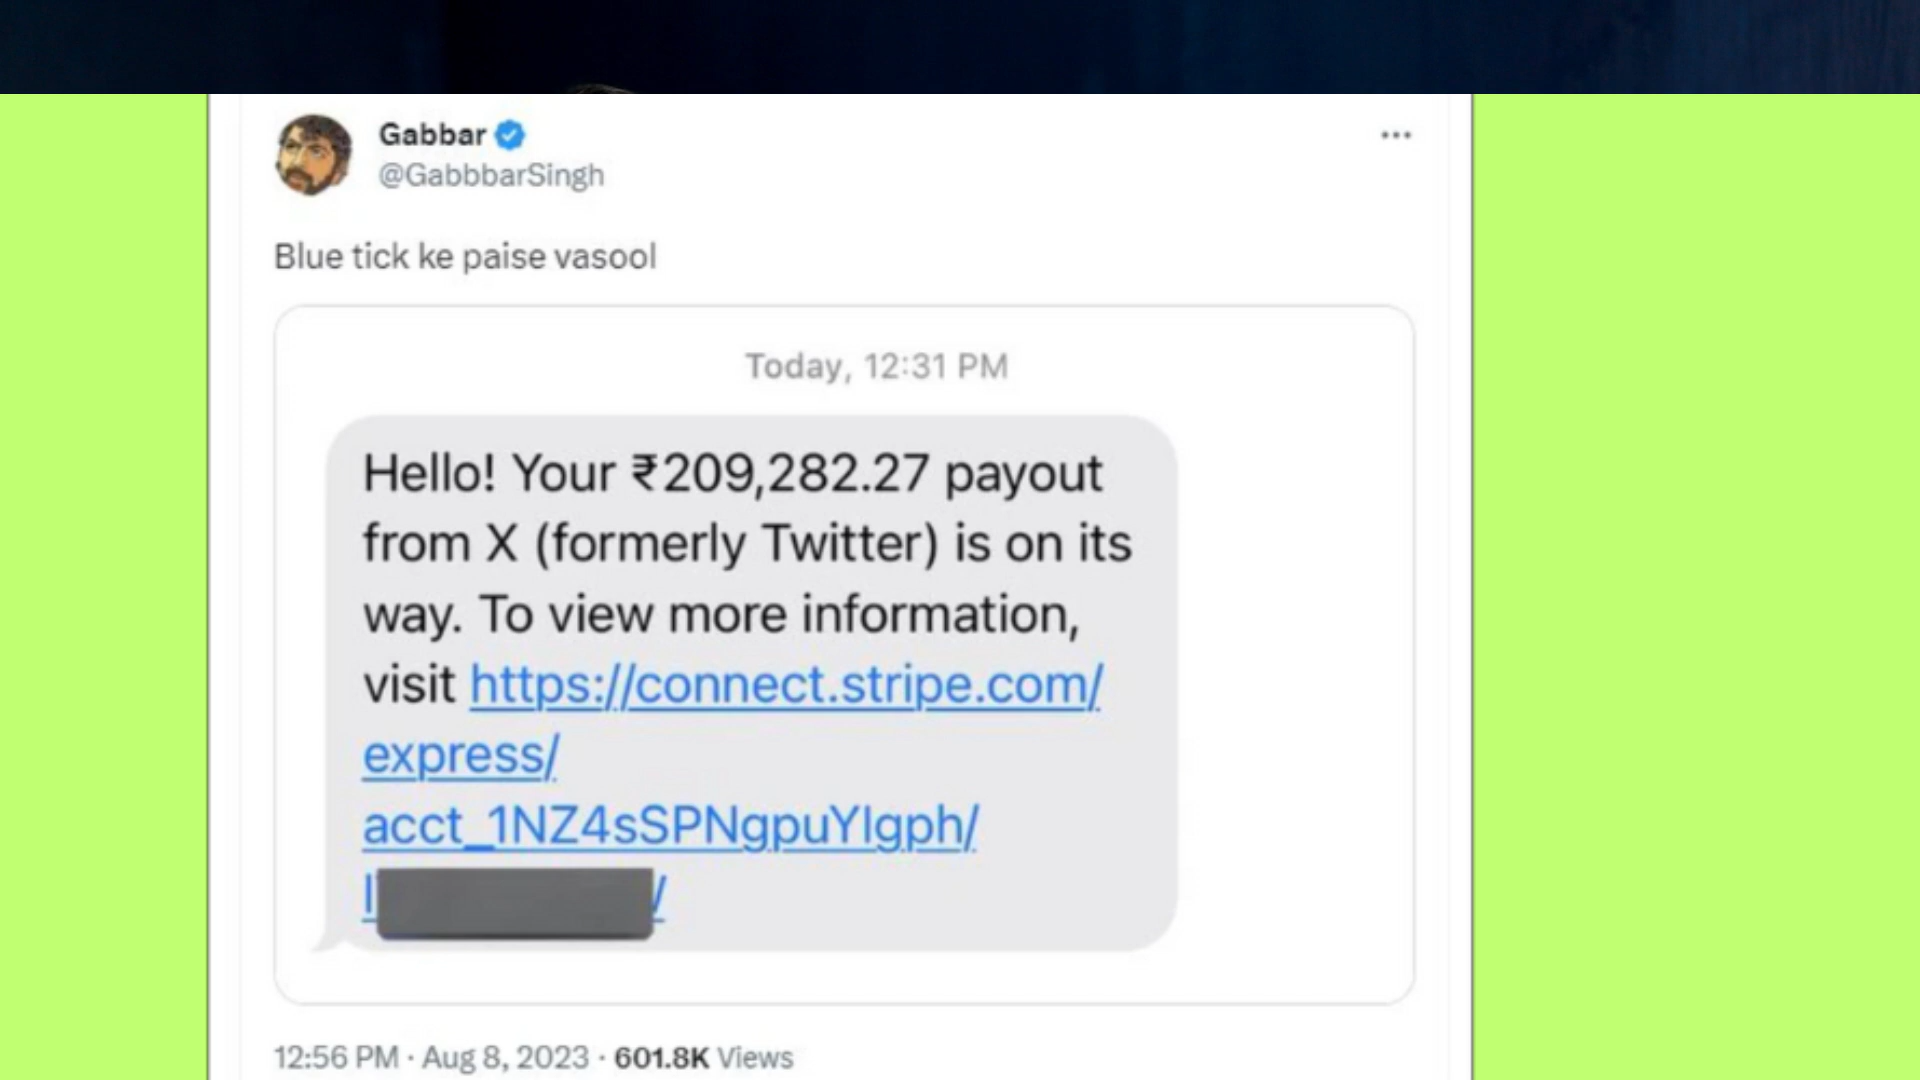 Gabbar
@GabbbarSingh
Blue tick ke paise vasool
Today, 12:31 PM
Hello! Your ₹209,282.27 payout
from X (formerly Twitter) is on its
way. To view more information,
visit https://connect.stripe.com/
express/
acct_1NZ4sSPNgpuYIgph/
/
12:56 PM · Aug 8, 2023 · 601.8K Views